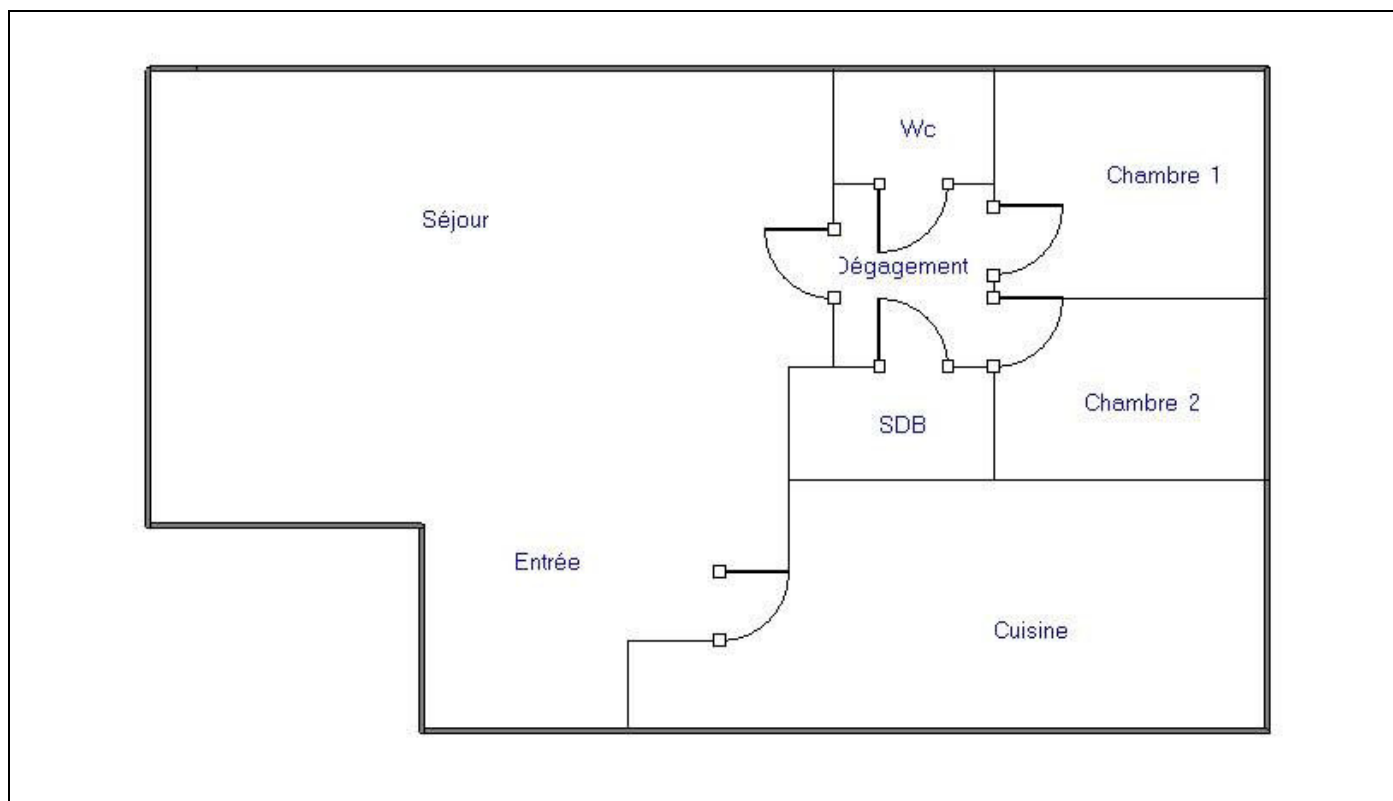 Wc
Chambre 1
Séjour
Dégagement
Chambre 2
SDB
Entrée
Cuisine